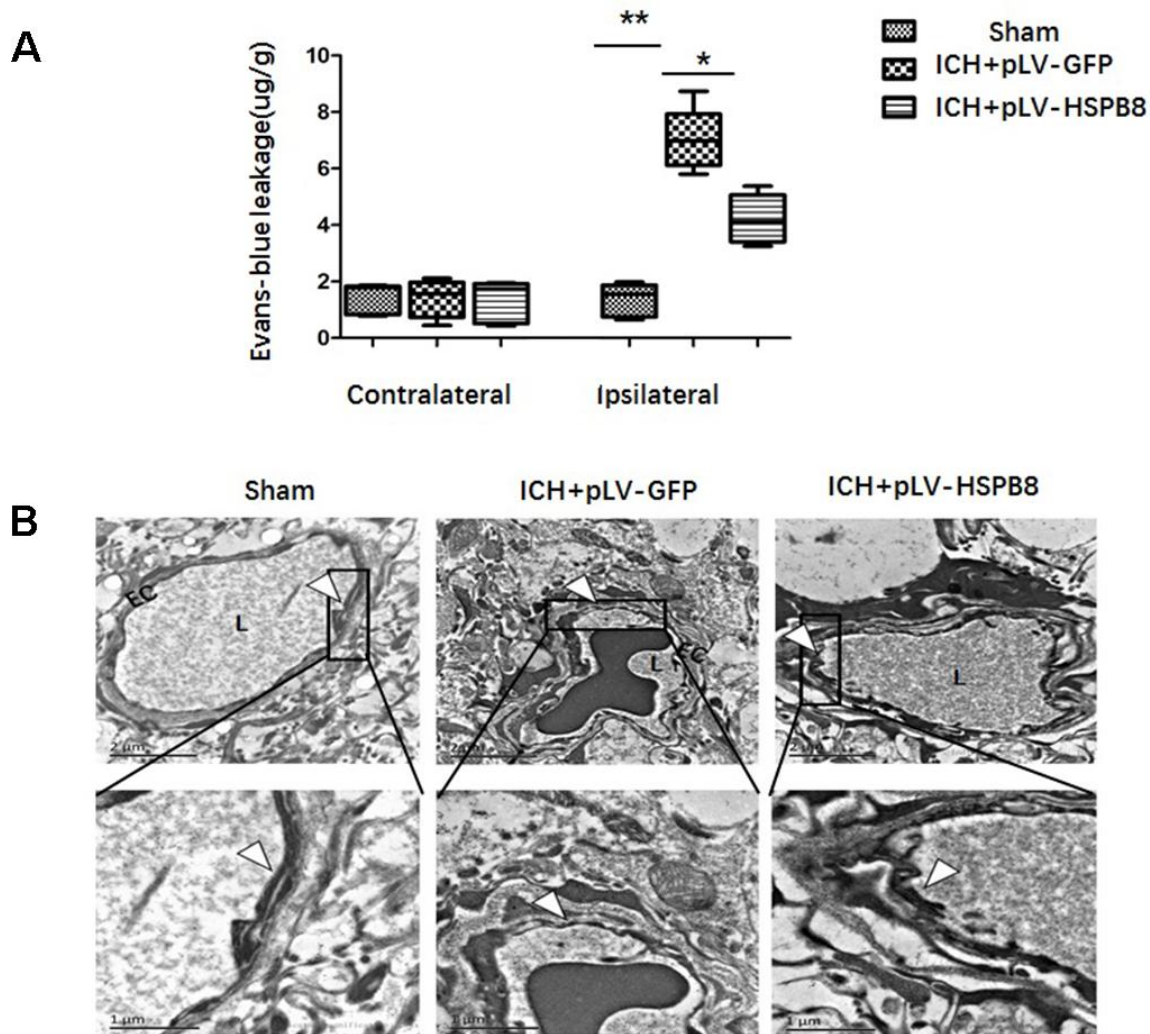 A
**
*
Sham
ICH+pLV-GFP
ICH+pLV-HSPB8
Evans-blue leakage(ug/g)
10
8
6
4
2
0
Contralateral
Ipsilateral
B
Sham
ICH+pLV-GFP
ICH+pLV-HSPB8
EC
L
L
EC
L
2 μm
2 μm
2 μm
1 μm
1 μm
1 μm